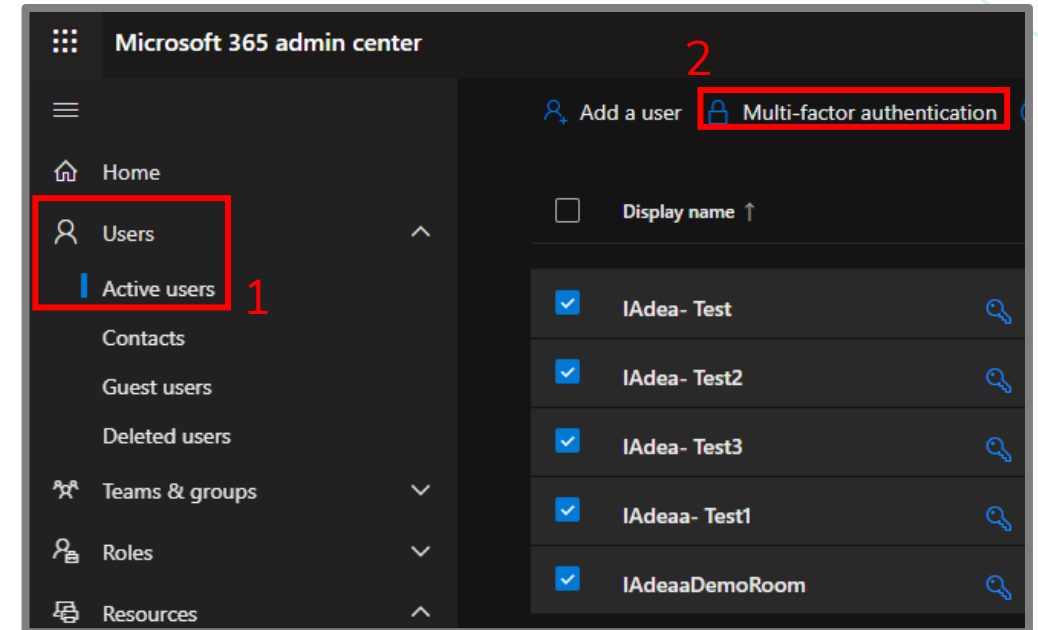 Microsoft 365 admin center
2
Add a user Multi-factor authentication
Home
Users
Active users
1
Contacts
Guest users
Deleted users
Teams & groups
Roles
Resources
Display name ↑
IAdea- Test
IAdea- Test2
IAdea- Test3
IAdeaa- Test1
IAdeaaDemoRoom